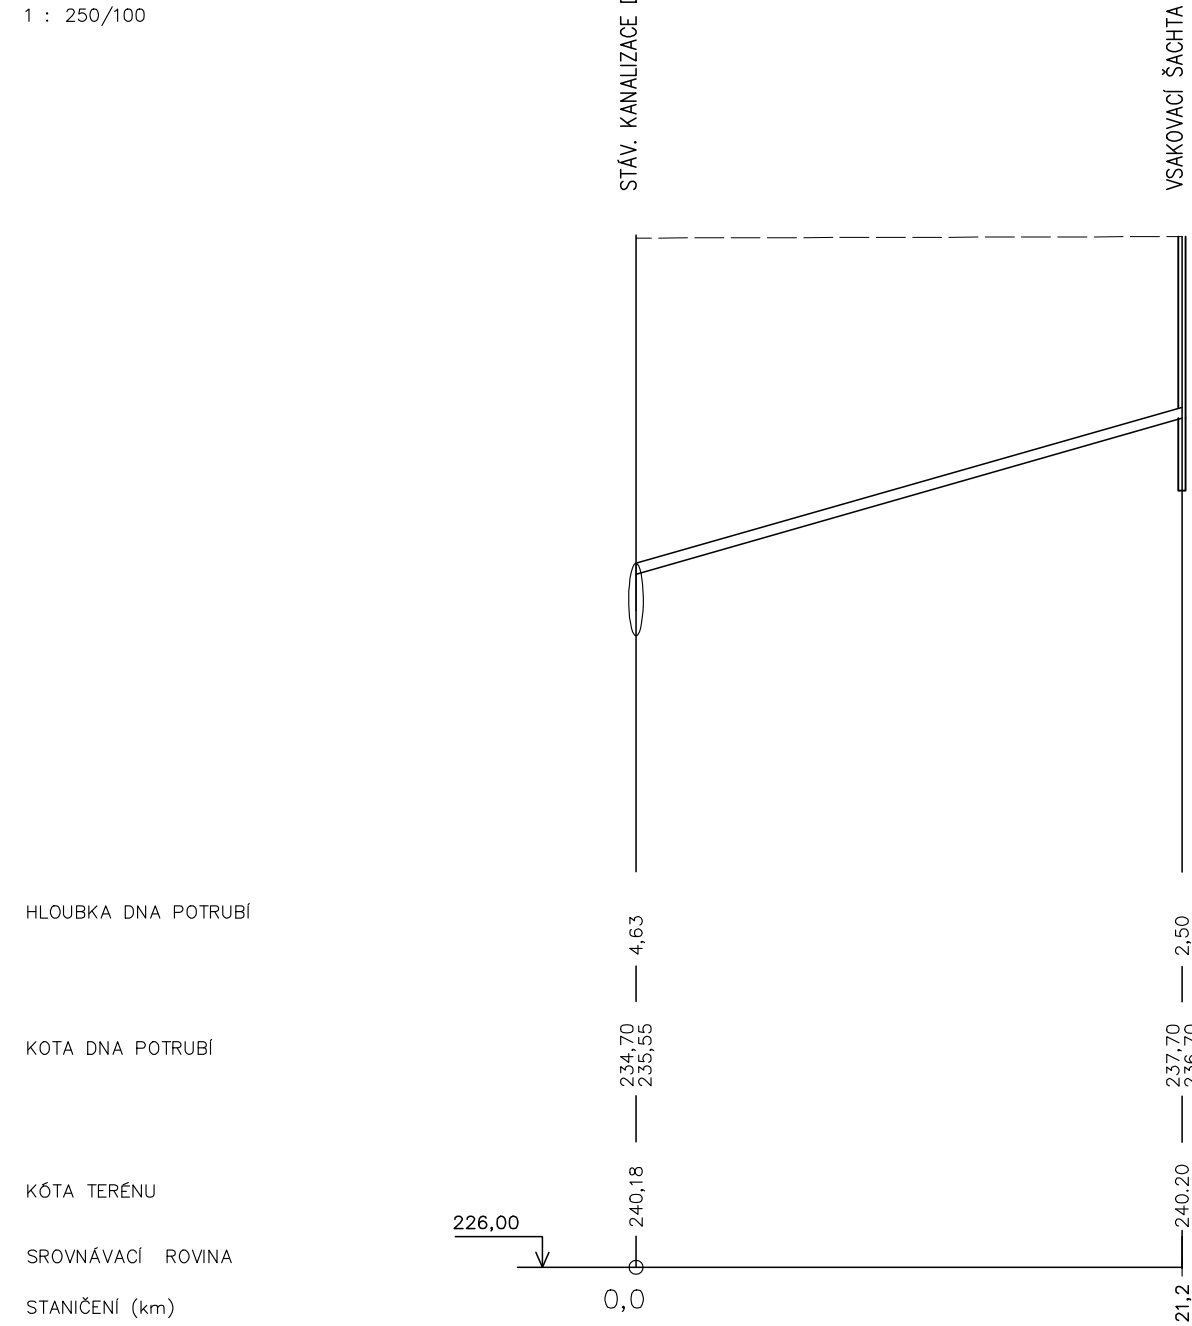 1 : 250/100
STÁV. KANALIZACE
VSAKOVACÍ ŠACHTA
HLOUBKA DNA POTRUBÍ
4,63
2,50
KOTA DNA POTRUBÍ
234,70
235,55
237,70
236,70
KÓTA TERÉNU
240,18
240.20
226,00
SROVNÁVACÍ ROVINA
STANIČENÍ (km)
0,0
21,2